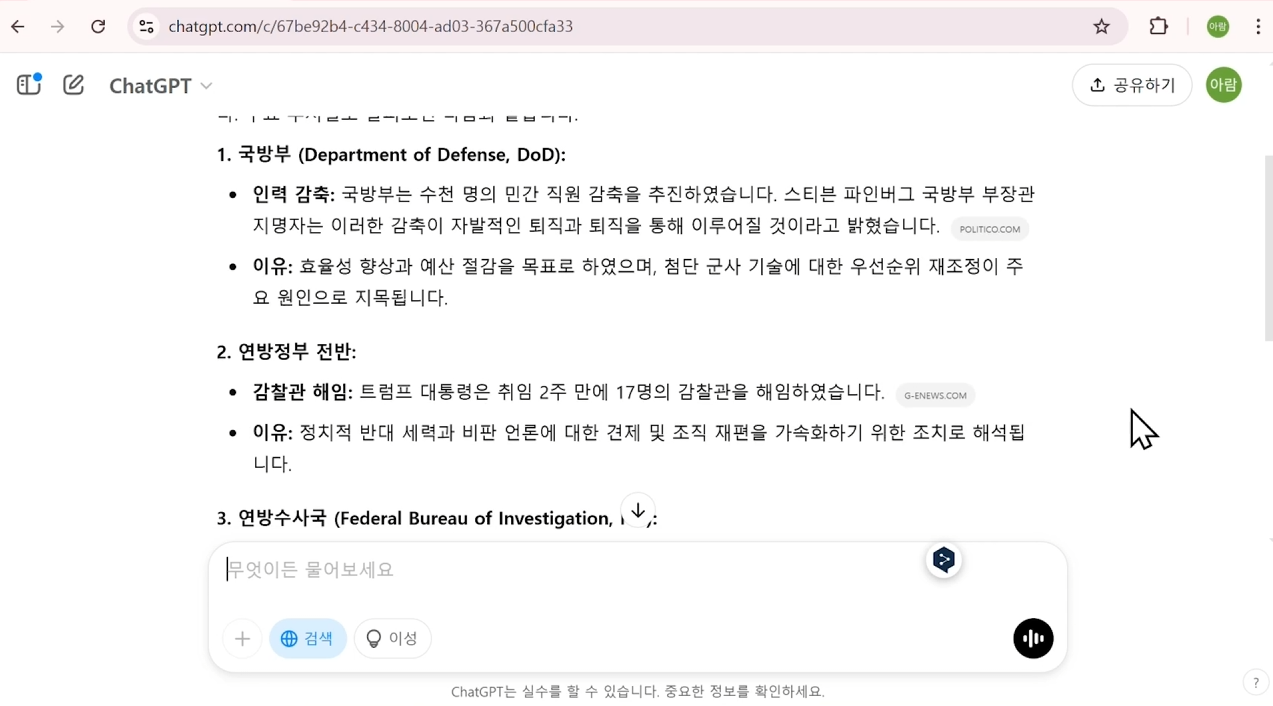 chatgpt.com/c/67be92b4-c434-8004-ad03-367a500cfa33
아람
ChatGPT
공유하기
아람
1. 국방부 (Department of Defense, DoD):
• 인력 감축: 국방부는 수천 명의 민간 직원 감축을 추진하였습니다. 스티븐 파인버그 국방부 부장관
지명자는 이러한 감축이 자발적인 퇴직과 퇴직을 통해 이루어질 것이라고 밝혔습니다. POLITICO.COM
• 이유: 효율성 향상과 예산 절감을 목표로 하였으며, 첨단 군사 기술에 대한 우선순위 재조정이 주
요 원인으로 지목됩니다.
2. 연방정부 전반:
• 감찰관 해임: 트럼프 대통령은 취임 2주 만에 17명의 감찰관을 해임하였습니다. G-ENEWS.COM
• 이유: 정치적 반대 세력과 비판 언론에 대한 견제 및 조직 재편을 가속화하기 위한 조치로 해석됩
니다.
3. 연방수사국 (Federal Bureau of Investigation,
무엇이든 물어보세요
검색
이성
ChatGPT는 실수를 할 수 있습니다. 중요한 정보를 확인하세요.
?